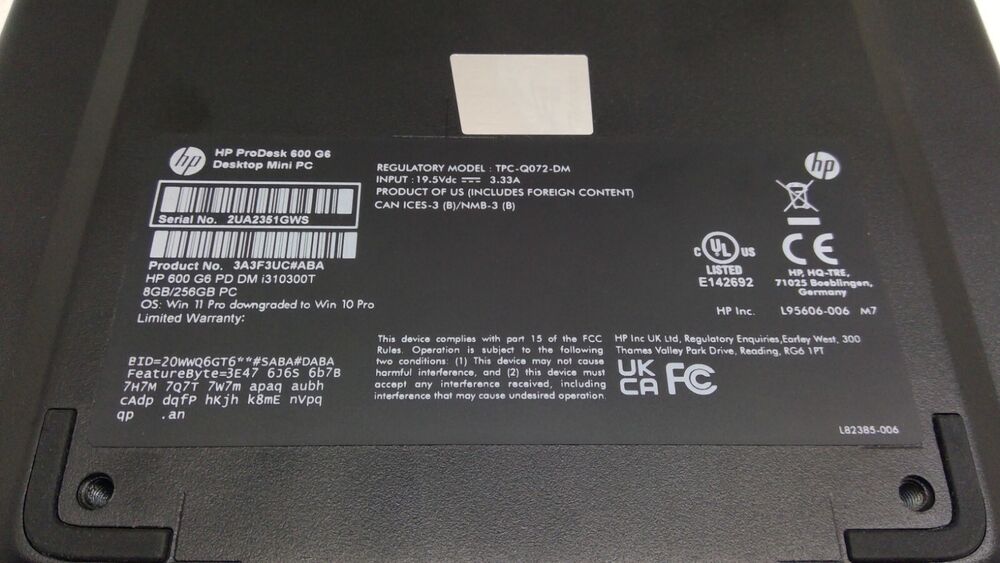 hp
HP ProDesk 600 G6
Desktop Mini PC
Serial No. 2UA2351GWS
Product No. 3A3F3UC#ABA
HP 600 G6 PD DM i310300T
8GB/256GB PC
OS: Win 11 Pro downgraded to Win 10 Pro
Limited Warranty:
BID=20WWQ6GT6**#SABA#DABA
FeatureByte=3E47 6J6S 6b7B
7H7M 7Q7T 7W7m apaq aubh
cAdp dqfP hKjh k8mE nVpq
qp .an
REGULATORY MODEL : TPC-Q072-DM
INPUT : 19.5Vdc 3.33A
PRODUCT OF US (INCLUDES FOREIGN CONTENT)
CAN ICES-3 (B)/NMB-3 (B)
hp
C UL US
LISTED
E142692
CE
HP, HQ-TRE,
71025 Boeblingen,
Germany
HP Inc. L95606-006 M7
This device complies with part 15 of the FCC
Rules. Operation is subject to the following
two conditions: (1) This device may not cause
harmful interference, and (2) this device must
accept any interference received, including
interference that may cause undesired operation.
HP Inc UK Ltd, Regulatory Enquiries,Earley West, 300
Thames Valley Park Drive, Reading, RG6 1PT
UK
CA FC
L82385-006